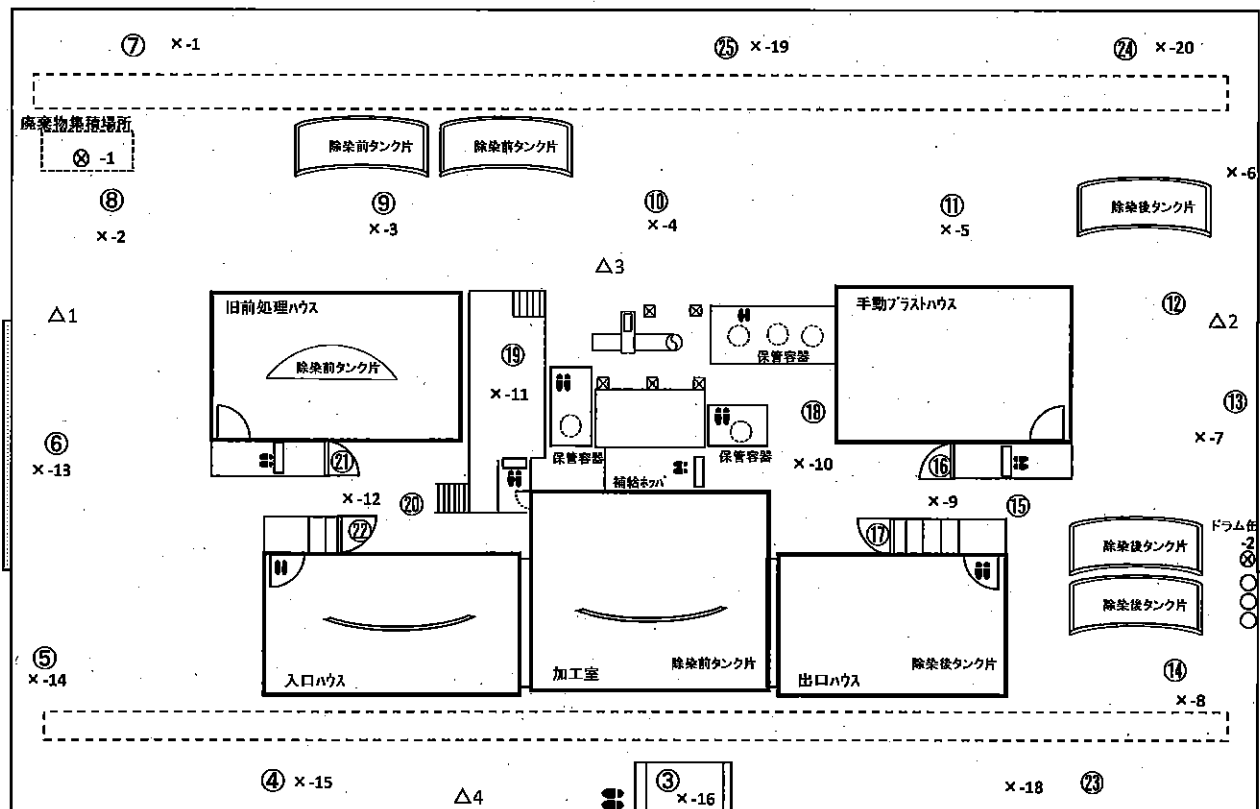 ⑦ ×-1
㉕ ×-19
㉔ ×-20
廃棄物集積場所
⊗ -1
除染前タンク片
除染前タンク片
×-6
除染後タンク片
⑧
×-2
⑨
×-3
⑩
×-4
⑪
×-5
△3
△1
旧前処理ハウス
手動ブラストハウス
⑫
△2
除染前タンク片
⑲
×-11
保管容器
⑱
⑬
×-7
⑥
×-13
㉑
保管容器
保管容器
×-10
⑯
補給ホッパ
×-12
⑳
×-9
⑮
㉒
⑰
ドラム缶
-2
⊗
除染後タンク片
除染後タンク片
⑤
×-14
入口ハウス
加工室
除染前タンク片
出口ハウス
除染後タンク片
⑭
×-8
④ ×-15
△4
③
×-16
×-18 ㉓